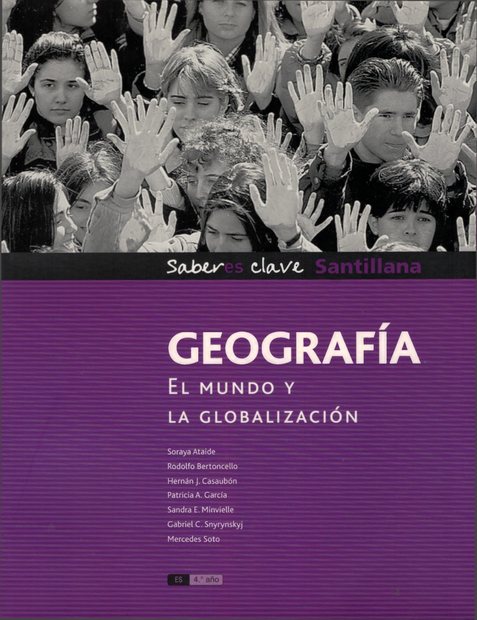 Saberes clave Santillana
GEOGRAFÍA
EL MUNDO Y
LA GLOBALIZACIÓN
Soraya Ataide
Rodolfo Bertoncello
Hernán J. Casaubón
Patricia A. García
Sandra E. Minvielle
Gabriel C. Snyrynskyj
Mercedes Soto
ES 4.º año